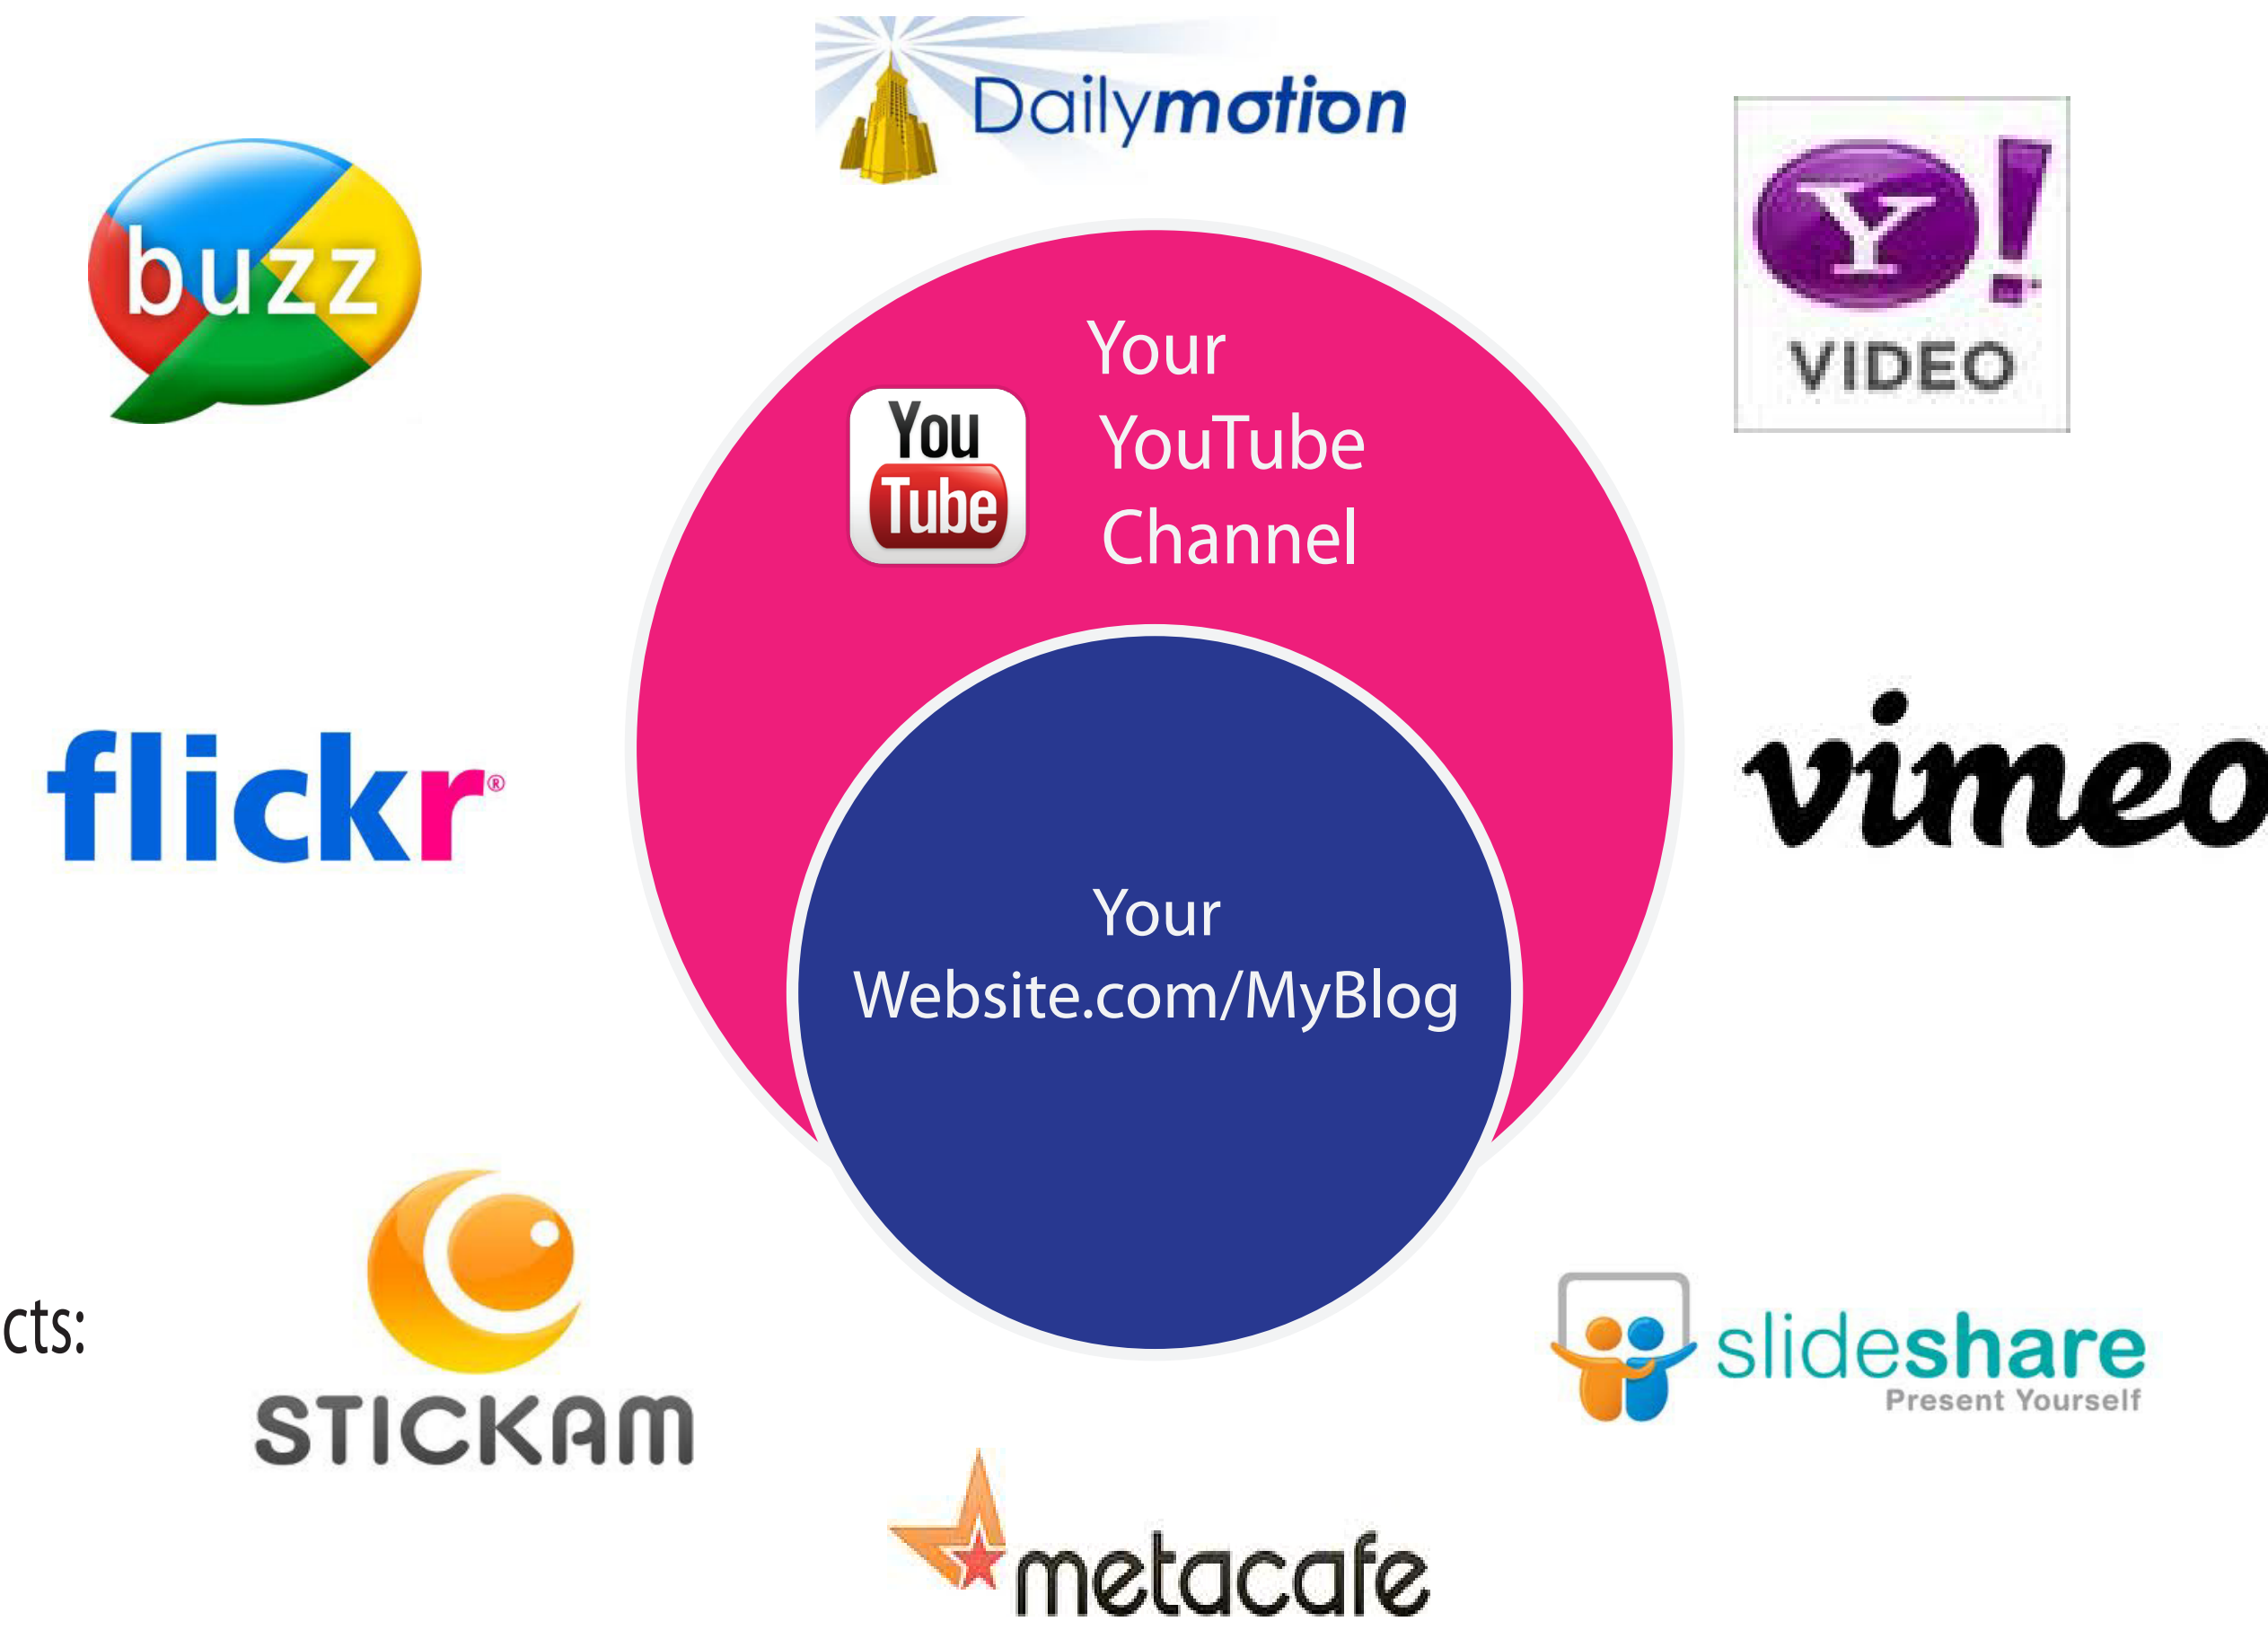 Dailymotion
buzz
Y!
VIDEO
Your
YouTube
Channel
You
Tube
flickr®
vimeo
Your
Website.com/MyBlog
cts:
STICKAM
slideshare
Present Yourself
metacafe